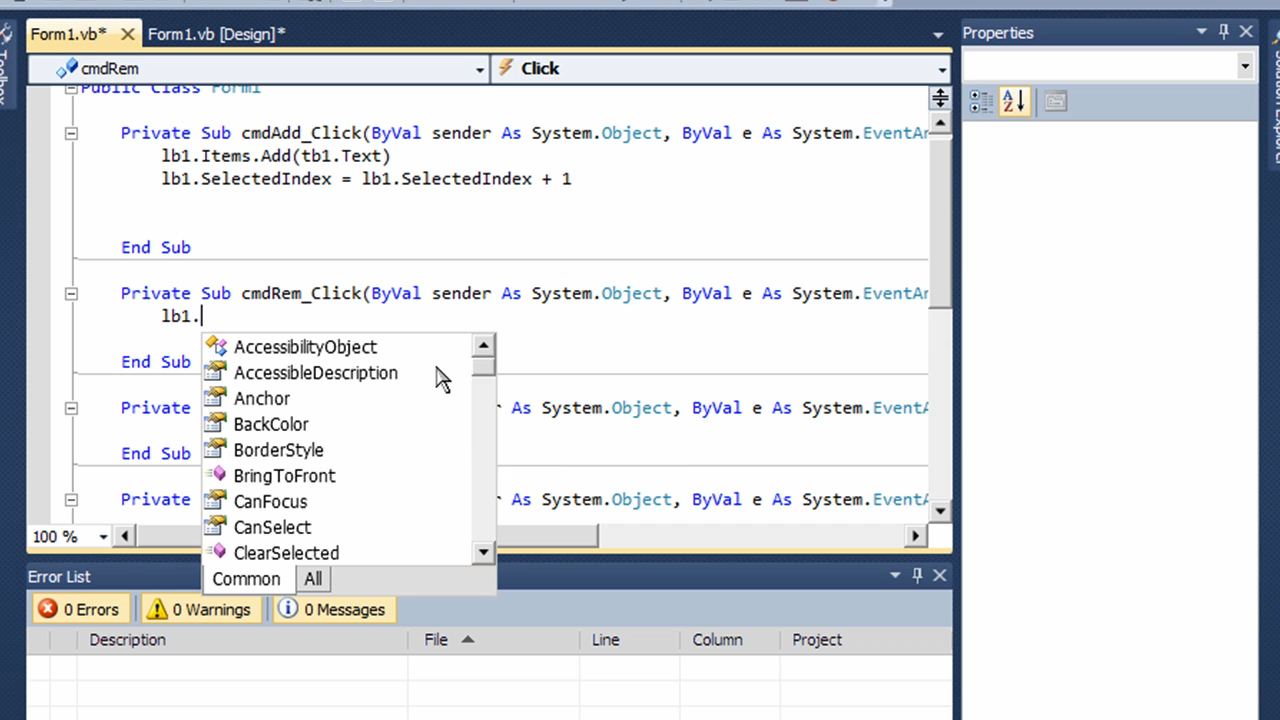 Form1.vb* Form1.vb [Design]* Properties
Toolbox
cmdRem Click
Public Class Form1
Private Sub cmdAdd_Click(ByVal sender As System.Object, ByVal e As System.EventAr
lb1.Items.Add(tb1.Text)
lb1.SelectedIndex = lb1.SelectedIndex + 1
End Sub
Private Sub cmdRem_Click(ByVal sender As System.Object, ByVal e As System.EventAr
lb1.
AccessibilityObject
End Sub
AccessibleDescription
Anchor
Private r As System.Object, ByVal e As System.EventA
BackColor
End Sub
BorderStyle
BringToFront
Private r As System.Object, ByVal e As System.EventA
CanFocus
CanSelect
100 %
ClearSelected
Common All
Error List
0 Errors 0 Warnings 0 Messages
Description File Line Column Project
Solution Explorer